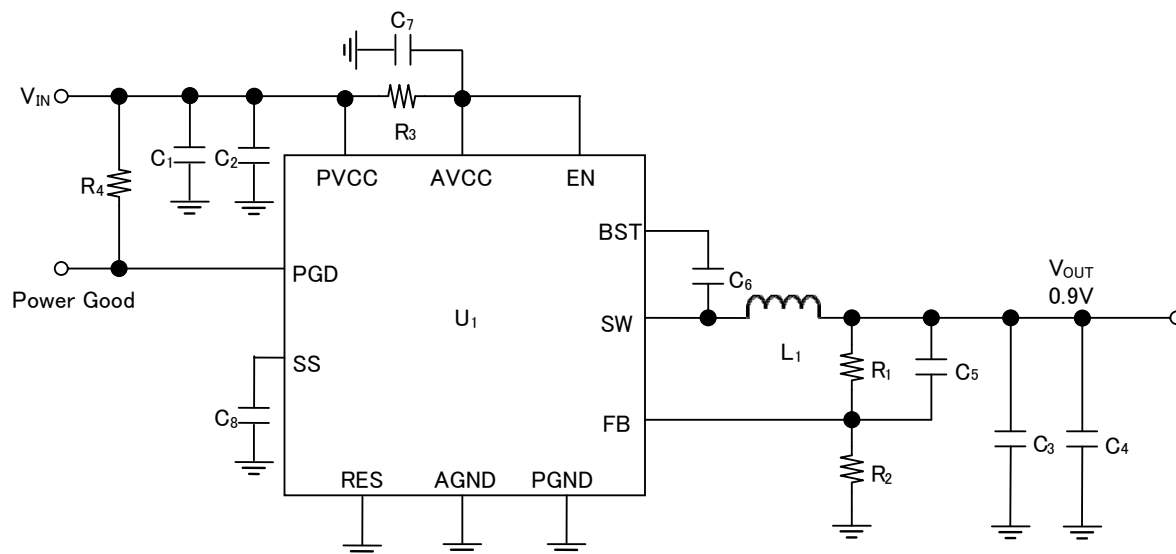 C7
VIN
R3
C1
C2
R4
PVCC
AVCC
EN
BST
PGD
C6
VOUT
0.9V
Power Good
U1
SW
L1
SS
R1
C5
C8
FB
R2
C3
C4
RES
AGND
PGND